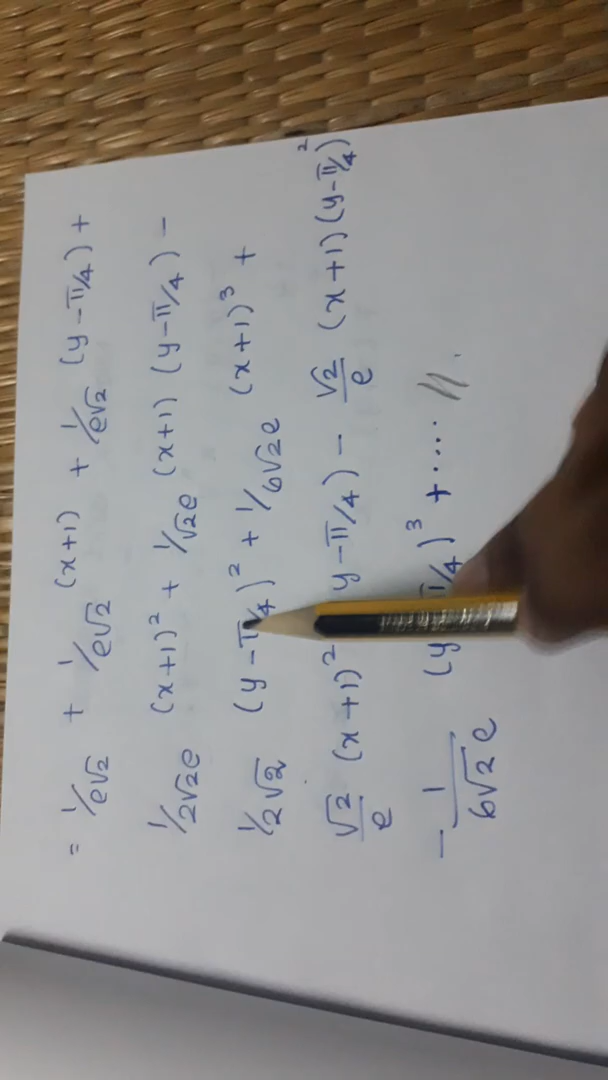 = 1/e√2 + 1/e√2 (x+1) + 1/e√2 (y-π/4) +
1/2√2e (x+1)² + 1/√2e (x+1) (y-π/4) -
1/2√2 (y-π/4)² + 1/6√2e (x+1)³ +
√2/e (x+1)² y-π/4) - √2/e (x+1) (y-π/4)²
- 1/6√2e (y π/4)³ + ....